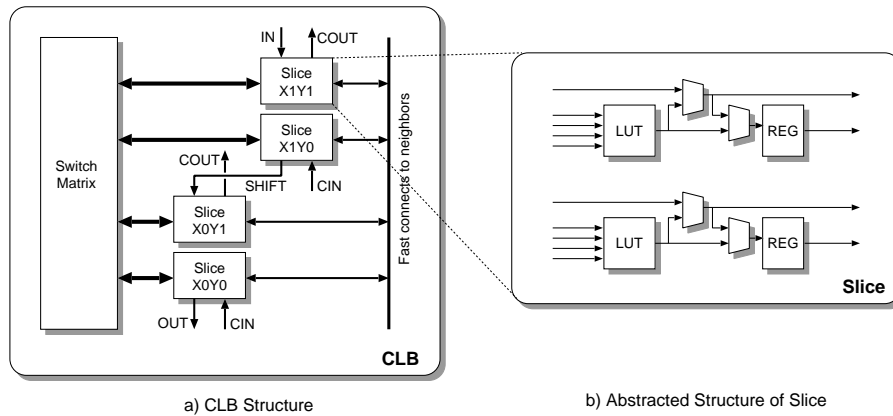 IN
COUT
Slice
X1Y1
Slice
X1Y0
COUT
SHIFT
CIN
Switch
Matrix
Slice
X0Y1
Slice
X0Y0
OUT
CIN
Fast connects to neighbors
CLB
a) CLB Structure
LUT
REG
LUT
REG
Slice
b) Abstracted Structure of Slice